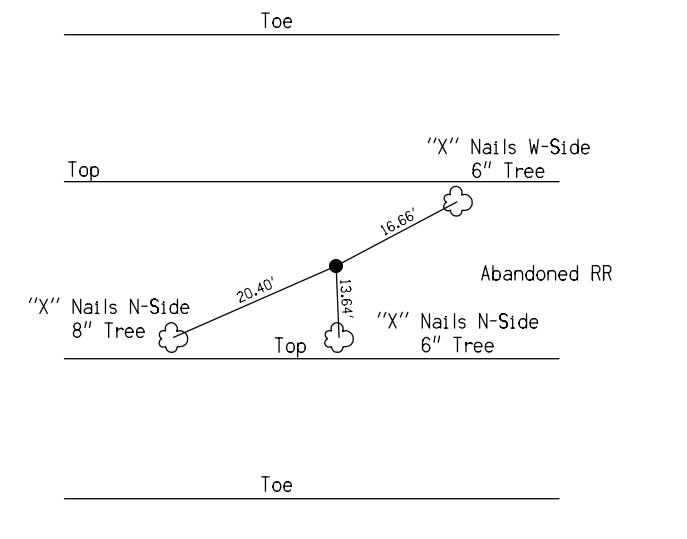 Toe
"X" Nails W-Side
6" Tree
Top
16.66'
Abandoned RR
20.40'
13.64'
"X" Nails N-Side
8" Tree
"X" Nails N-Side
6" Tree
Top
Toe